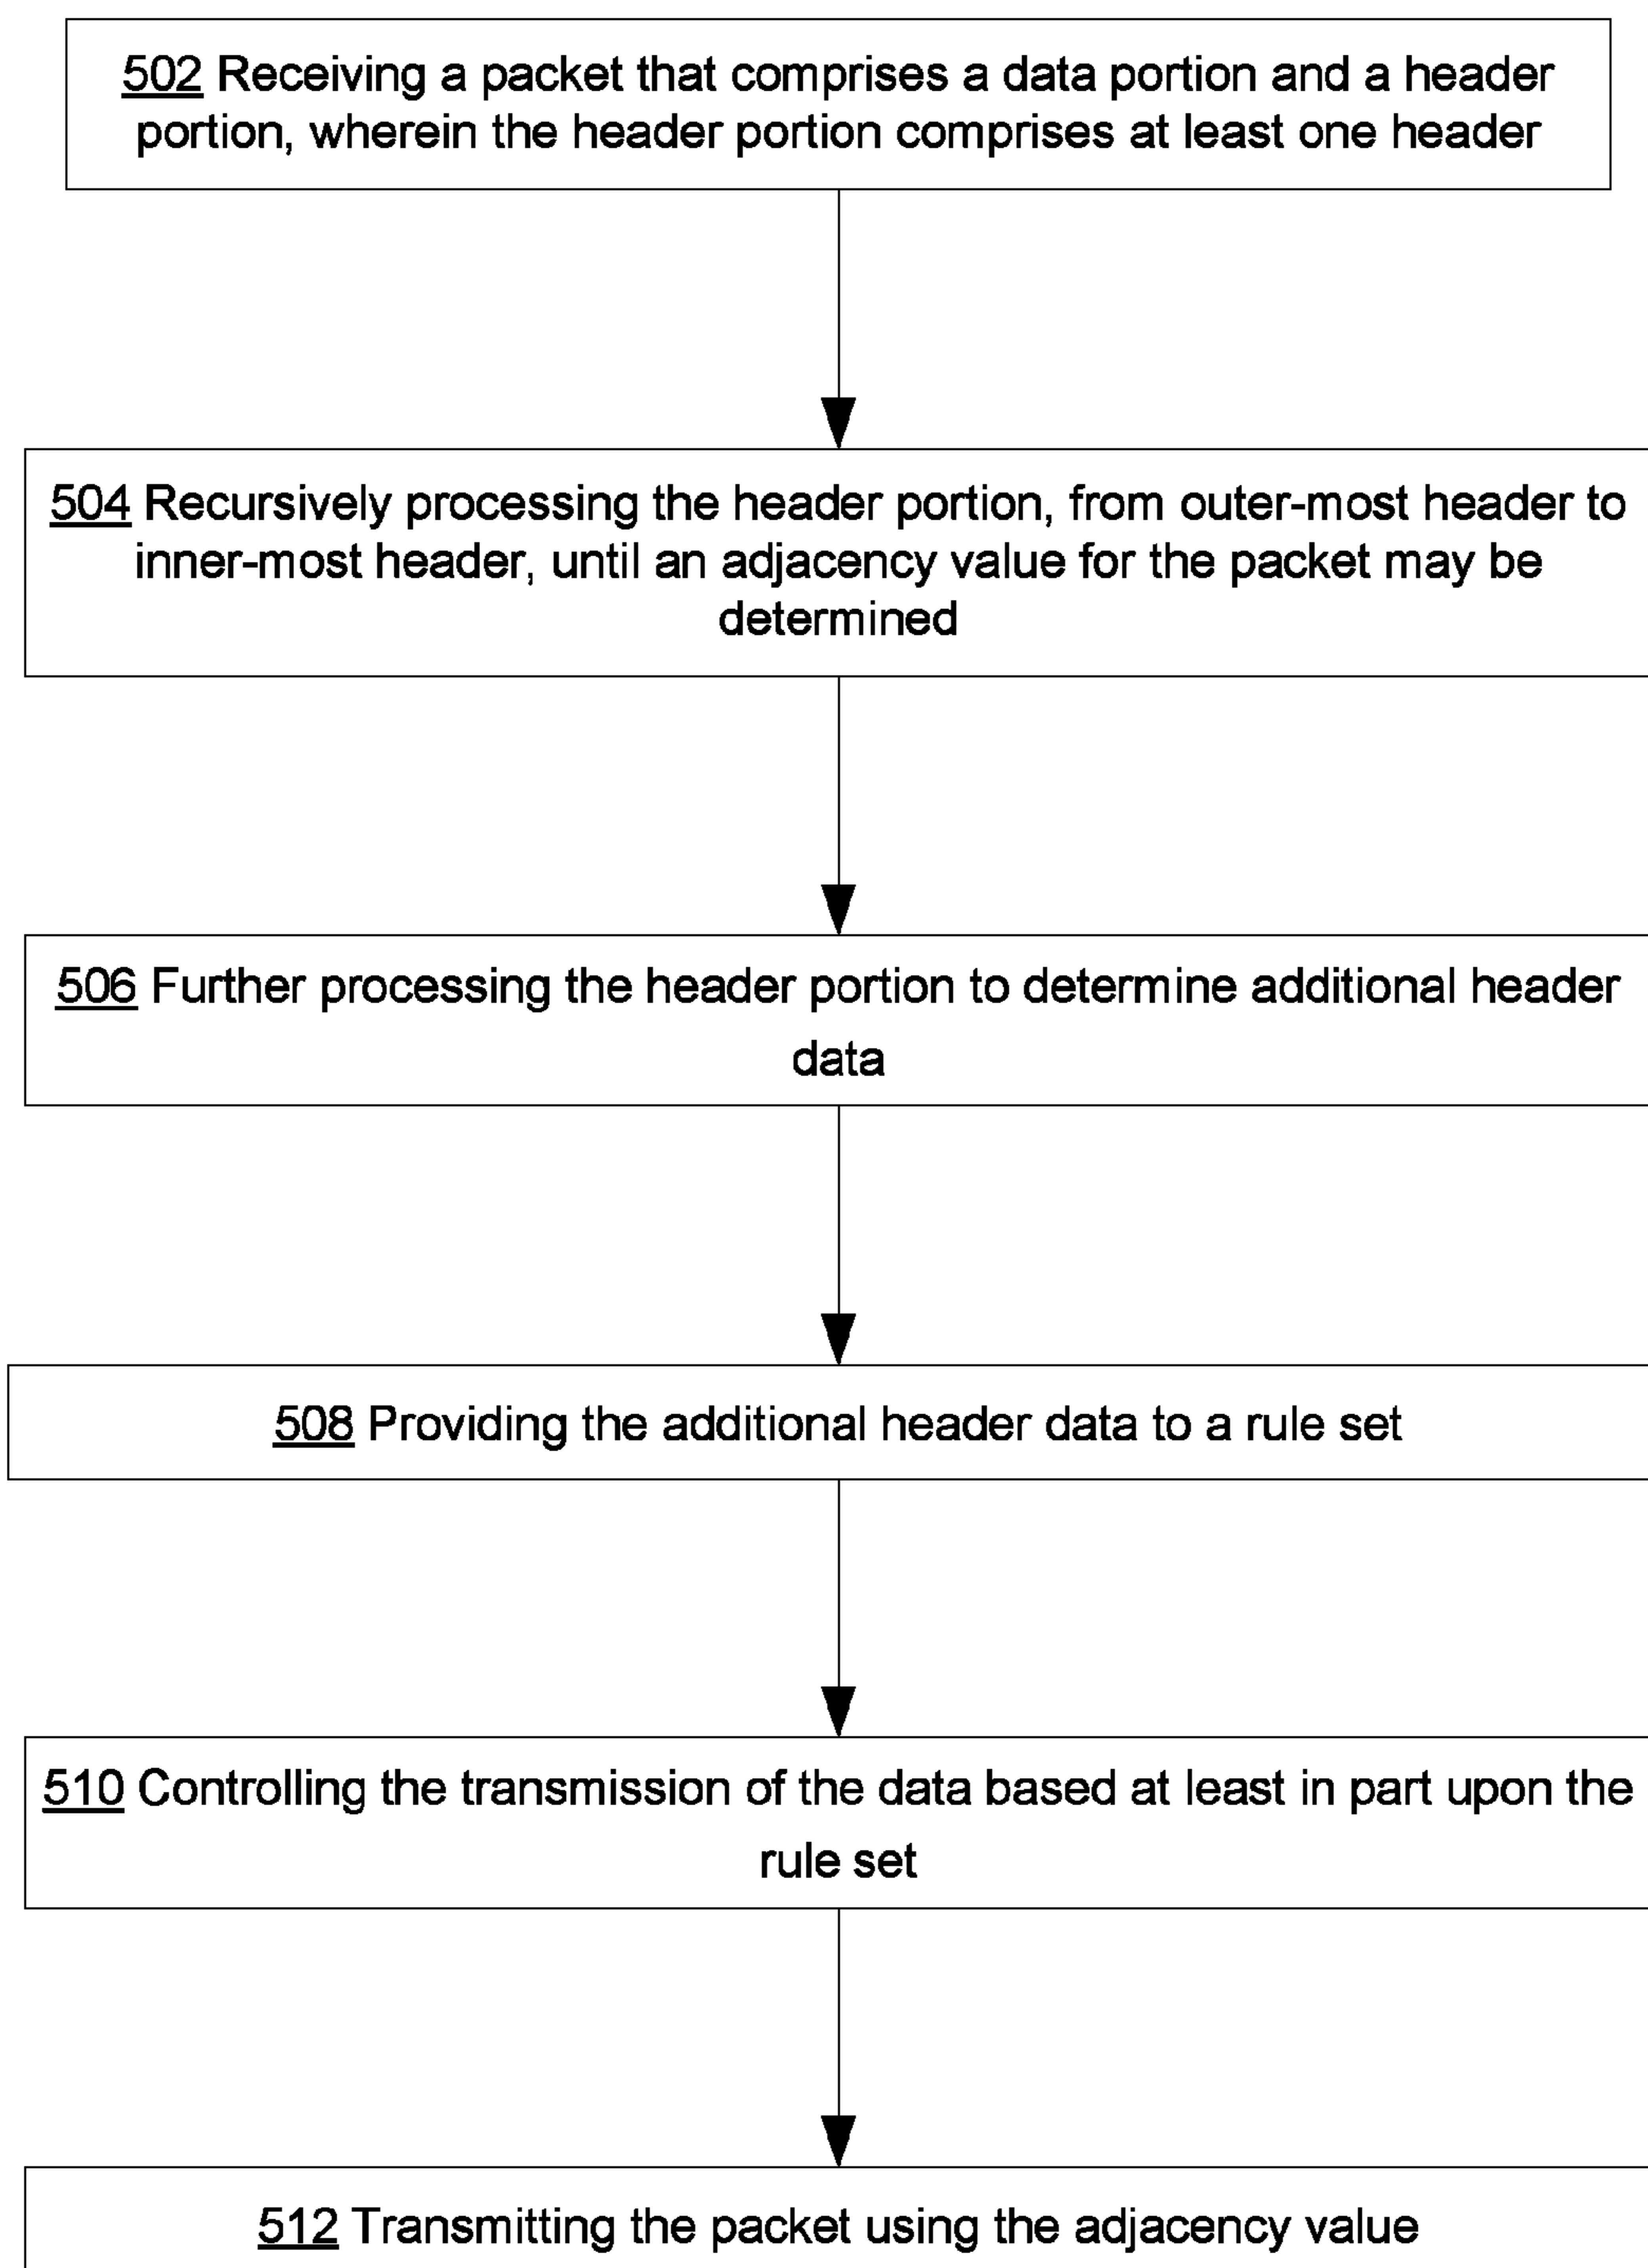 502 Receiving a packet that comprises a data portion and a header
portion, wherein the header portion comprises at least one header
504 Recursively processing the header portion, from outer-most header to
inner-most header, until an adjacency value for the packet may be
determined
506 Further processing the header portion to determine additional header
data
508 Providing the additional header data to a rule set
510 Controlling the transmission of the data based at least in part upon the
rule set
512 Transmitting the packet using the adjacency value